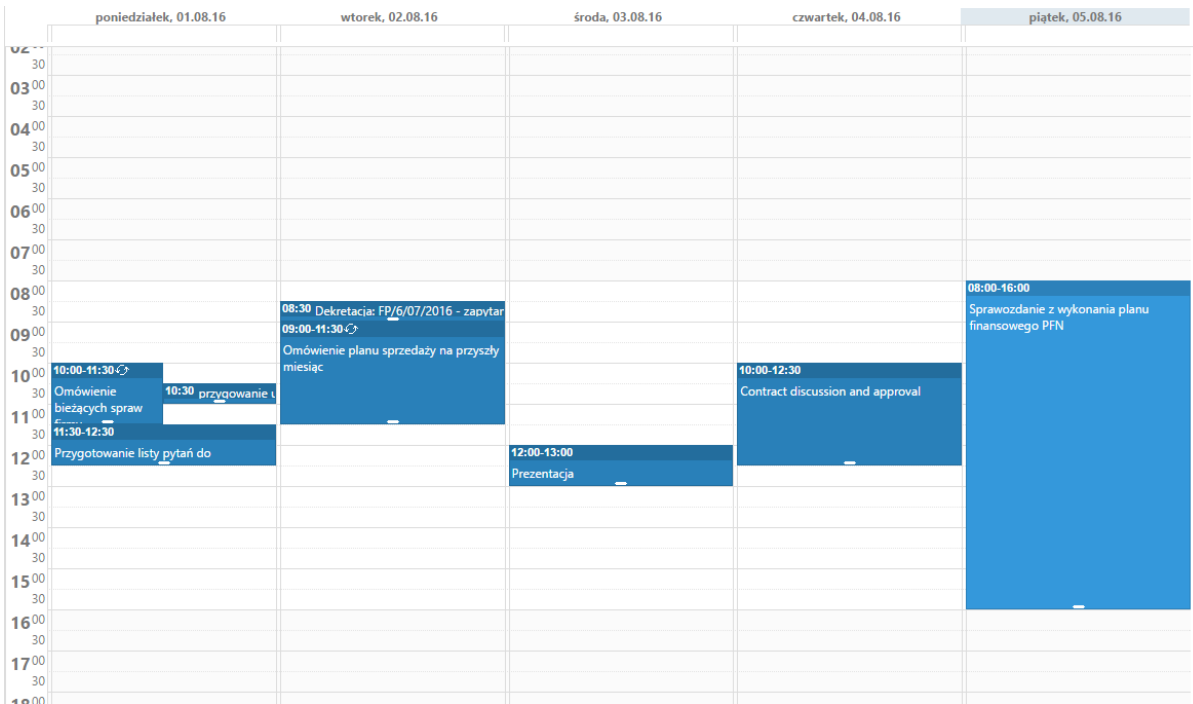 poniedziałek, 01.08.16
wtorek, 02.08.16
środa, 03.08.16
czwartek, 04.08.16
piątek, 05.08.16
30
03 00
30
04 00
30
05 00
30
06 00
30
07 00
30
08 00
30
09 00
30
10 00
30
11 00
30
12 00
30
13 00
30
14 00
30
15 00
30
16 00
30
17 00
30
18 00
10:00-11:30
Omówienie
bieżących spraw
10:30 przygowanie
11:30-12:30
Przygotowanie listy pytań do
08:30 Dekretacja: FP/6/07/2016 - zapytan
09:00-11:30
Omówienie planu sprzedaży na przyszły
miesiąc
12:00-13:00
Prezentacja
10:00-12:30
Contract discussion and approval
08:00-16:00
Sprawozdanie z wykonania planu
finansowego PFN